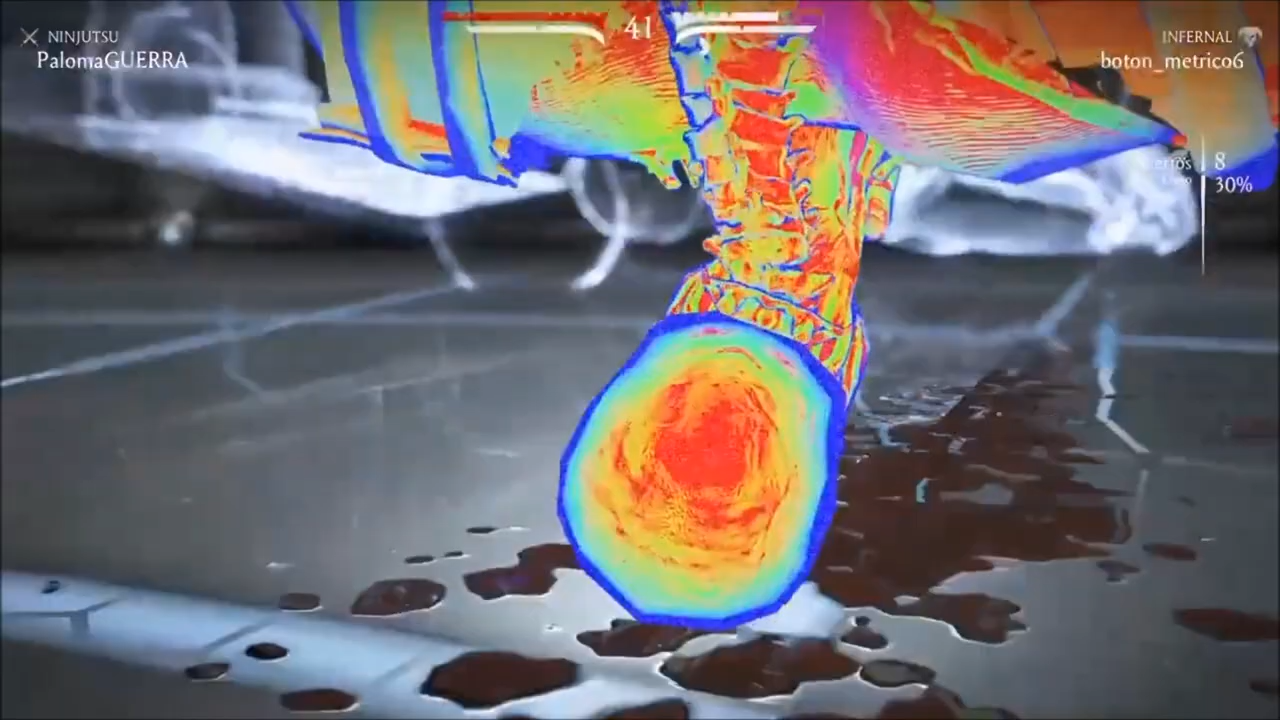 NINJUTSU
PalomaGUERRA
41
INFERNAL
boton_metrico6
8
30%